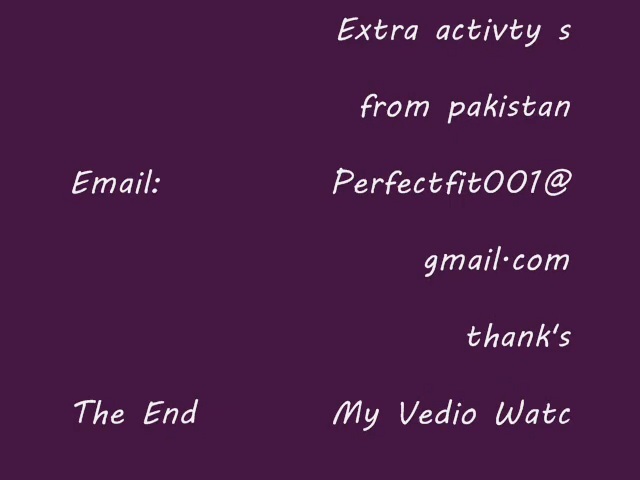 Extra activty s
from pakistan
Email: Perfectfit001@
gmail.com
thank's
The End My Vedio Watc